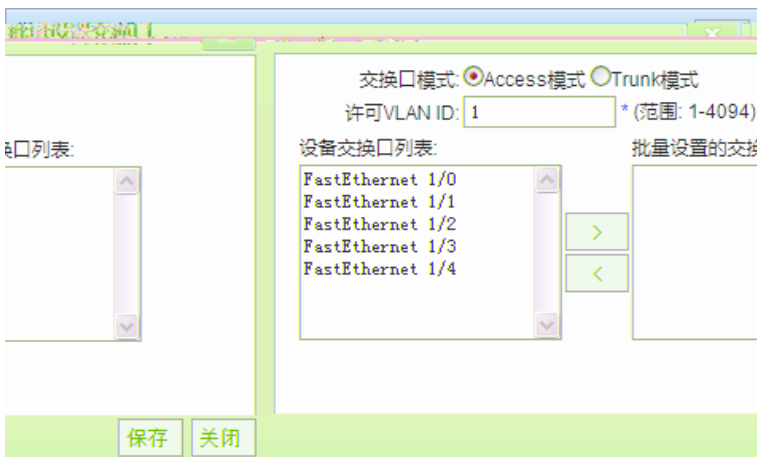 交换口模式: Access模式 Trunk模式
许可VLAN ID: 1 * (范围: 1-4094)
换口列表:
设备交换口列表:
批量设置的交换
FastEthernet 1/0
FastEthernet 1/1
FastEthernet 1/2
FastEthernet 1/3
FastEthernet 1/4
>
<
保存
关闭